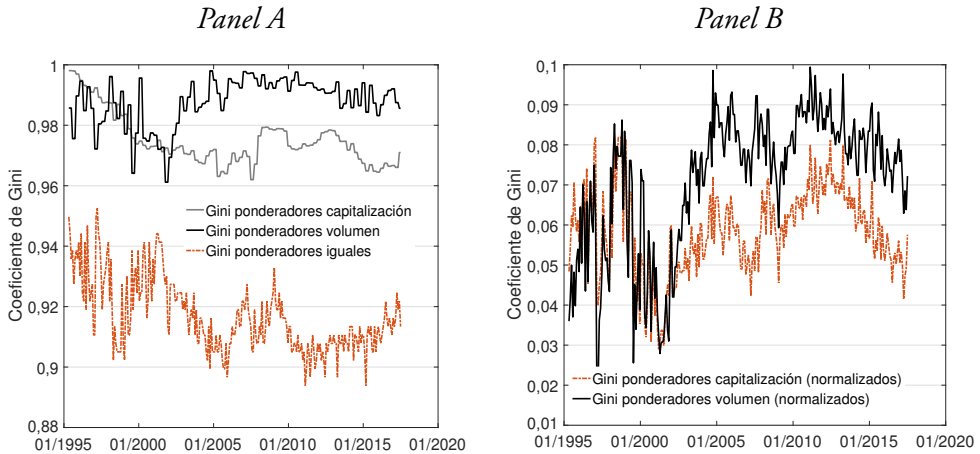 Panel A
Coeficiente de Gini
1
0,98
0,96
0,94
0,92
0,9
0,88
Gini ponderadores capitalización
Gini ponderadores volumen
Gini ponderadores iguales
01/1995 01/2000 01/2005 01/2010 01/2015 01/2020
Panel B
Coeficiente de Gini
0,1
0,09
0,08
0,07
0,06
0,05
0,04
0,03
0,02
0,01
Gini ponderadores capitalización (normalizados)
Gini ponderadores volumen (normalizados)
01/1995 01/2000 01/2005 01/2010 01/2015 01/2020